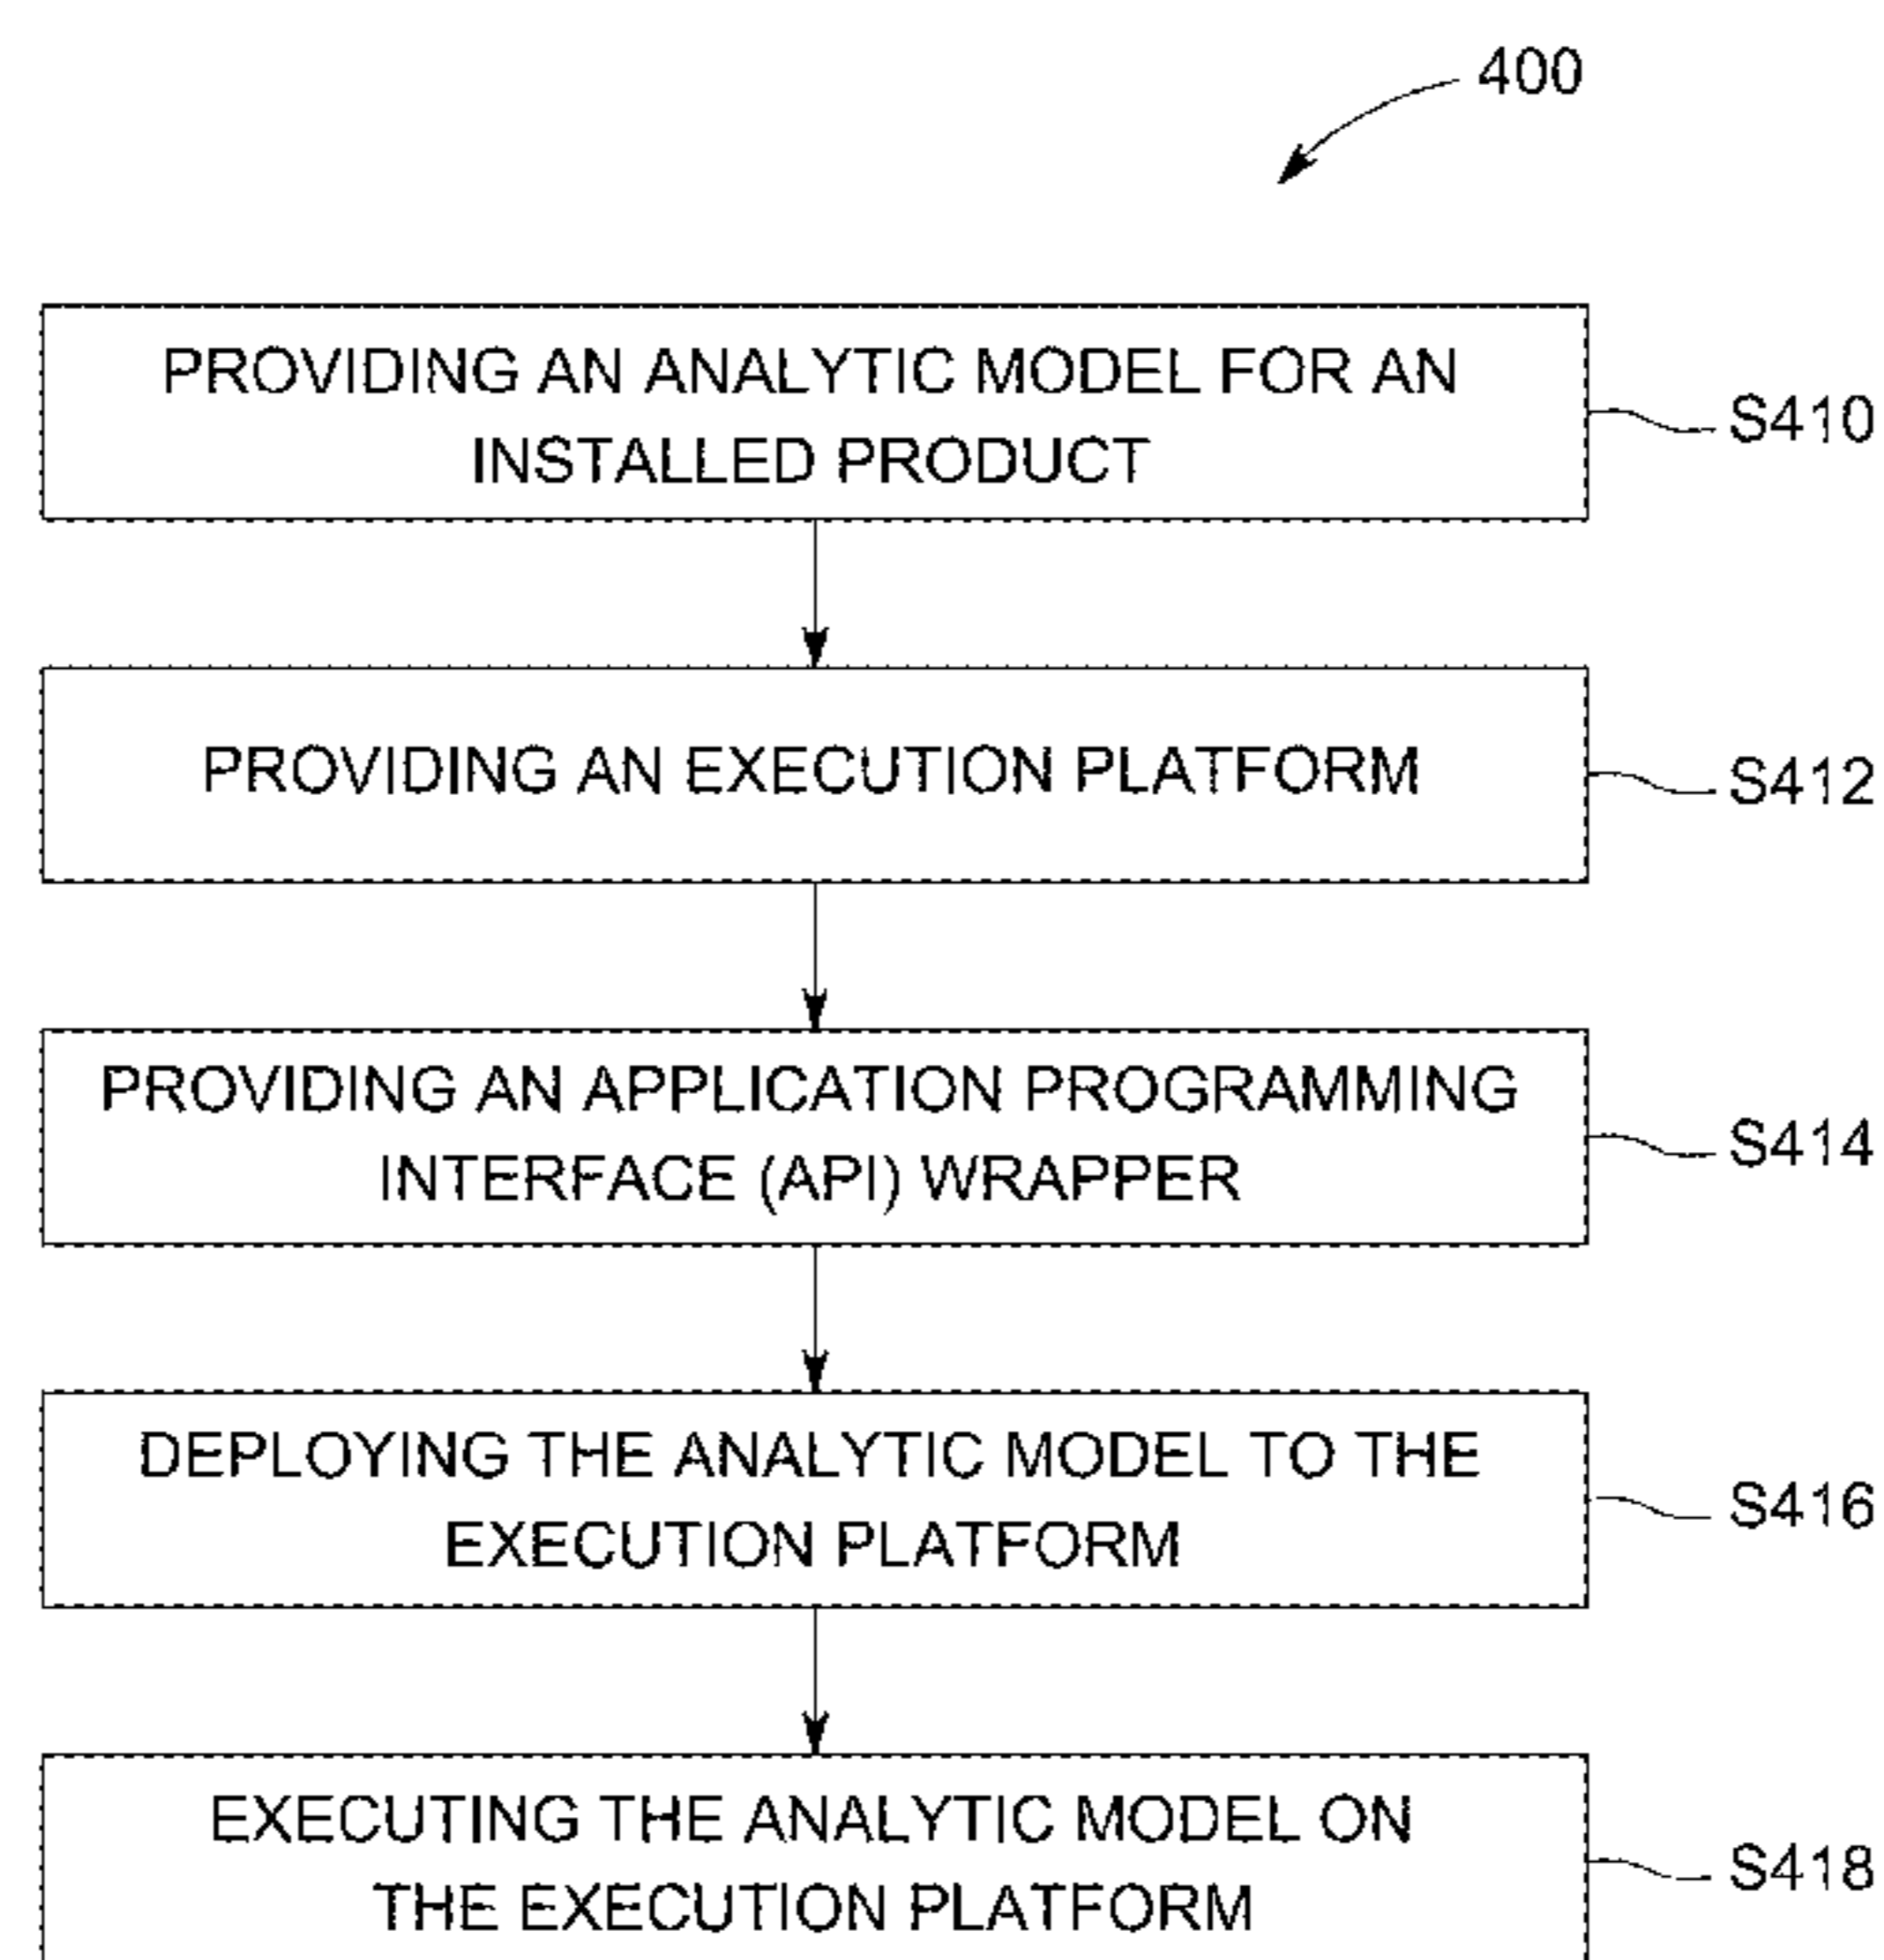 400
PROVIDING AN ANALYTIC MODEL FOR AN
INSTALLED PRODUCT
S410
PROVIDING AN EXECUTION PLATFORM
S412
PROVIDING AN APPLICATION PROGRAMMING
INTERFACE (API) WRAPPER
S414
DEPLOYING THE ANALYTIC MODEL TO THE
EXECUTION PLATFORM
S416
EXECUTING THE ANALYTIC MODEL ON
THE EXECUTION PLATFORM
S418